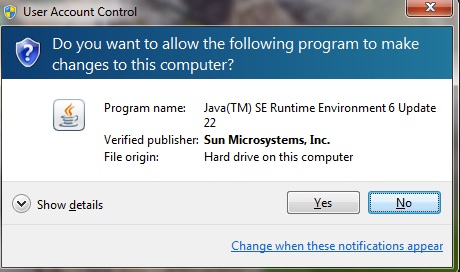 User Account Control
Do you want to allow the following program to make
changes to this computer?
Program name: Java(TM) SE Runtime Environment 6 Update
22
Verified publisher: Sun Microsystems, Inc.
File origin: Hard drive on this computer
Show details
Yes
No
Change when these notifications appear